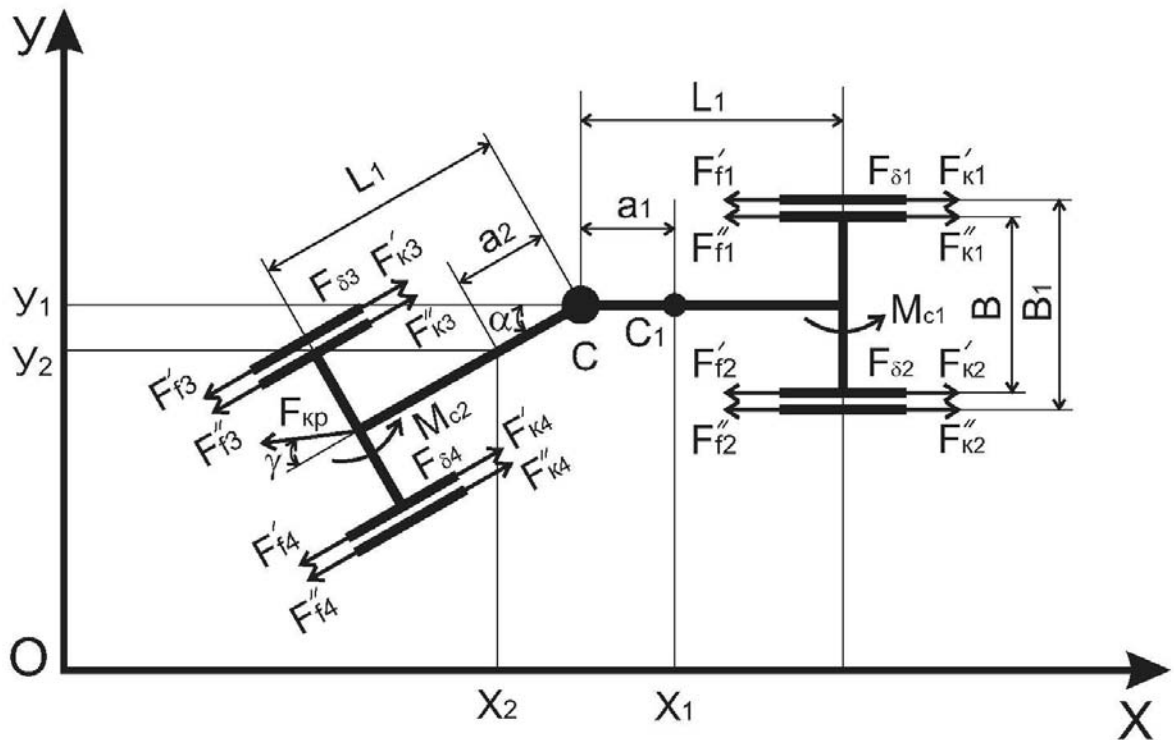 y
L₁
L₁
F′f1
Fδ1
F′к1
a₁
a₂
F″f1
F″к1
Fδ3
F′к3
y₁
α
F″к3
C
C₁
Mc1
B
B₁
y₂
F′f3
F′f2
Fδ2
F′к2
Fкр
Mc2
F′к4
F″f3
γ
Fδ4
F″к4
F″f2
F″к2
F′f4
F″f4
O
X₂
X₁
X